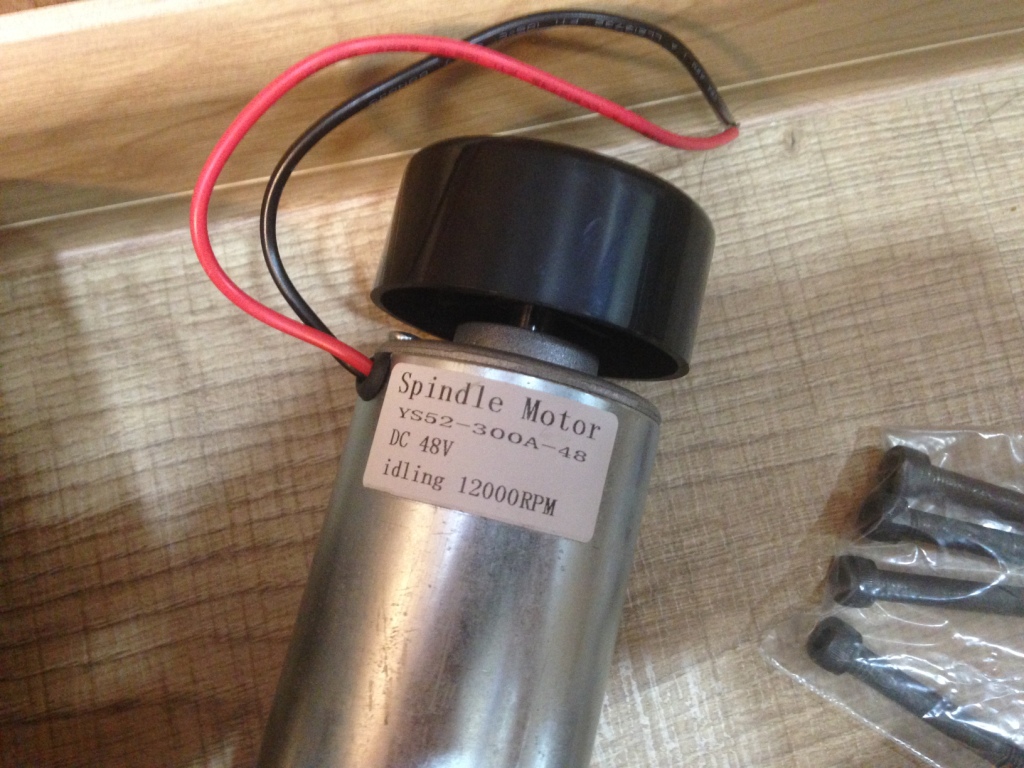 Spindle Motor
YS52-300A-48
DC 48V
idling 12000RPM